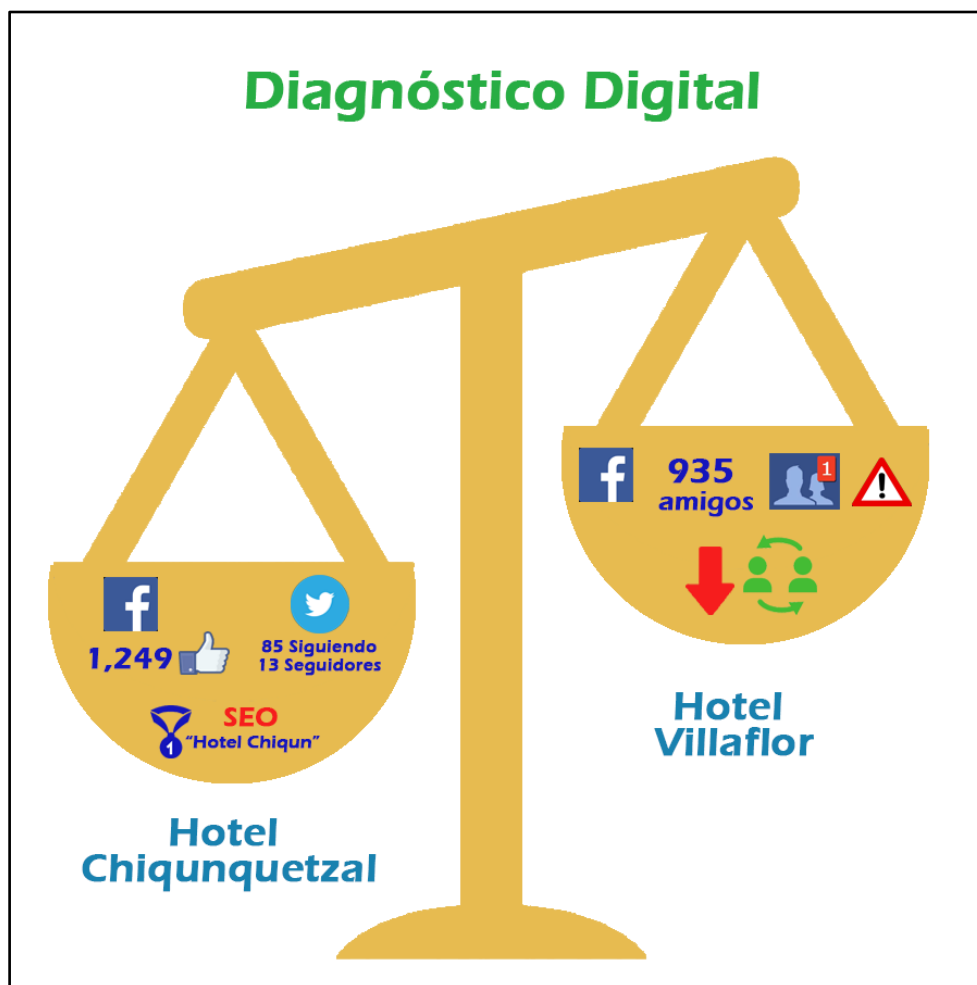 Diagnóstico Digital
935
amigos
1
1,249
85 Siguiendo
13 Seguidores
SEO
1
"Hotel Chiqun"
Hotel
Villaflor
Hotel
Chiqunquetzal